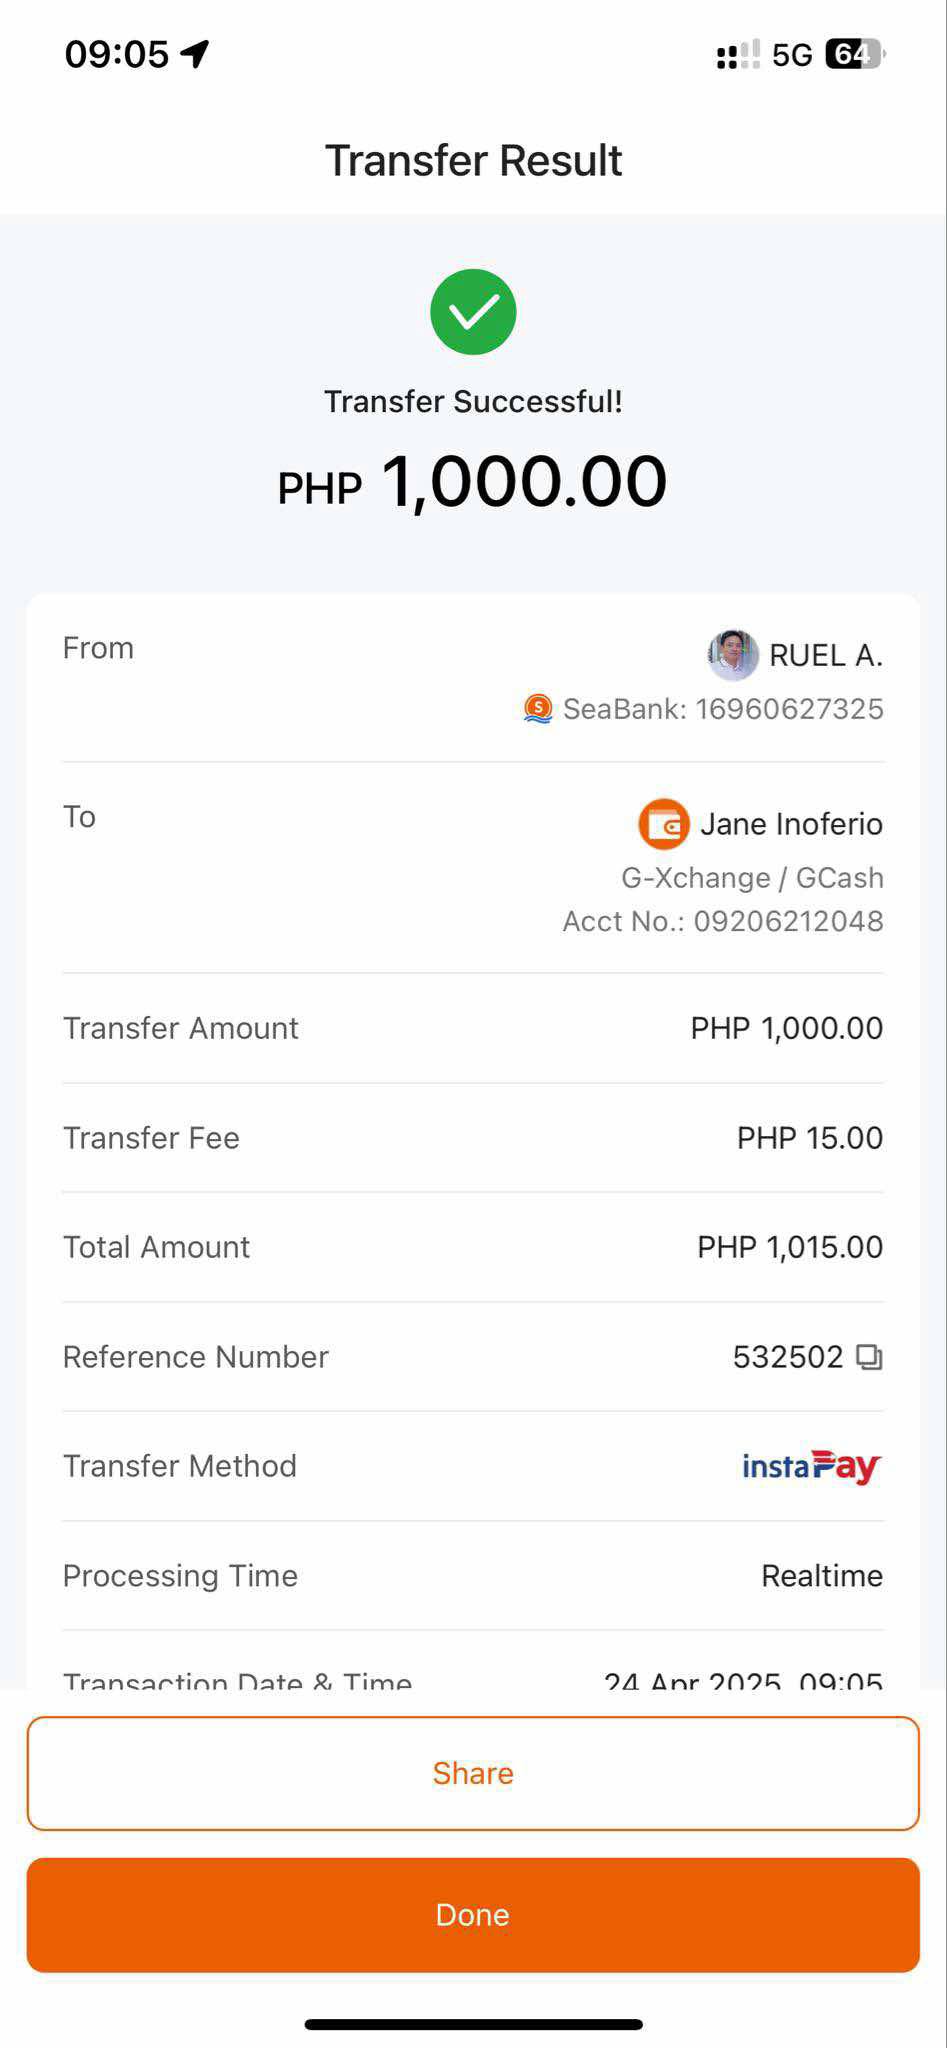 09:05
5G 64
Transfer Result
Transfer Successful!
PHP 1,000.00
From
RUEL A.
SeaBank: 16960627325
To
Jane Inoferio
G-Xchange / GCash
Acct No.: 09206212048
Transfer Amount
PHP 1,000.00
Transfer Fee
PHP 15.00
Total Amount
PHP 1,015.00
Reference Number
532502
Transfer Method
instaPay
Processing Time
Realtime
Transaction Date & Time
24 Apr 2025, 09:05
Share
Done